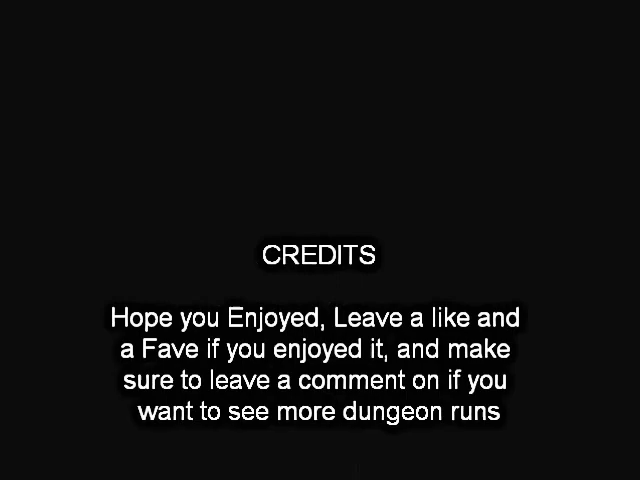 CREDITS
Hope you Enjoyed, Leave a like and
a Fave if you enjoyed it, and make
sure to leave a comment on if you
want to see more dungeon runs